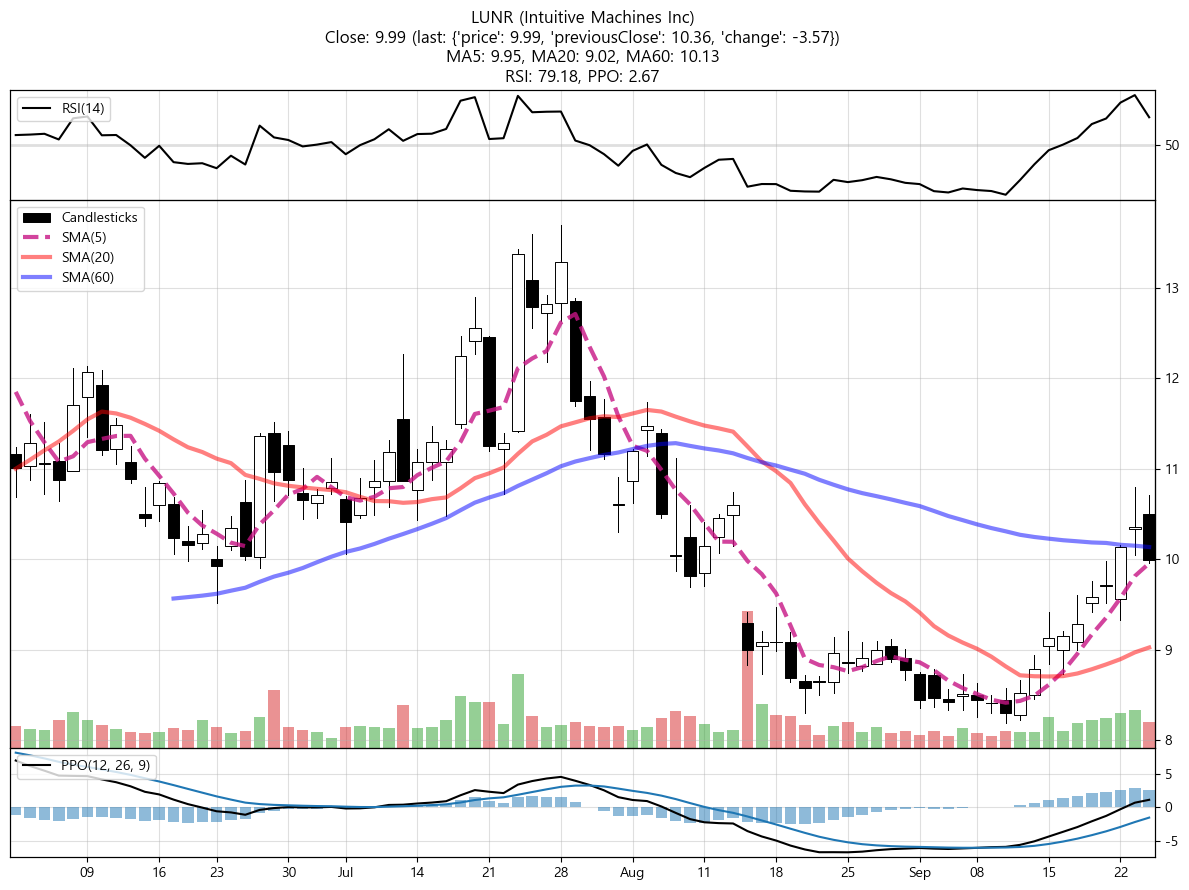 LUNR (Intuitive Machines Inc)
Close: 9.99 (last: {'price': 9.99, 'previousClose': 10.36, 'change': -3.57})
MA5: 9.95, MA20: 9.02, MA60: 10.13
RSI: 79.18, PPO: 2.67
RSI(14)
50
Candlesticks
SMA(5)
SMA(20)
SMA(60)
13
12
11
10
9
8
PPO(12, 26, 9)
5
0
-5
09 16 23 30 Jul 14 21 28 Aug 11 18 25 Sep 08 15 22